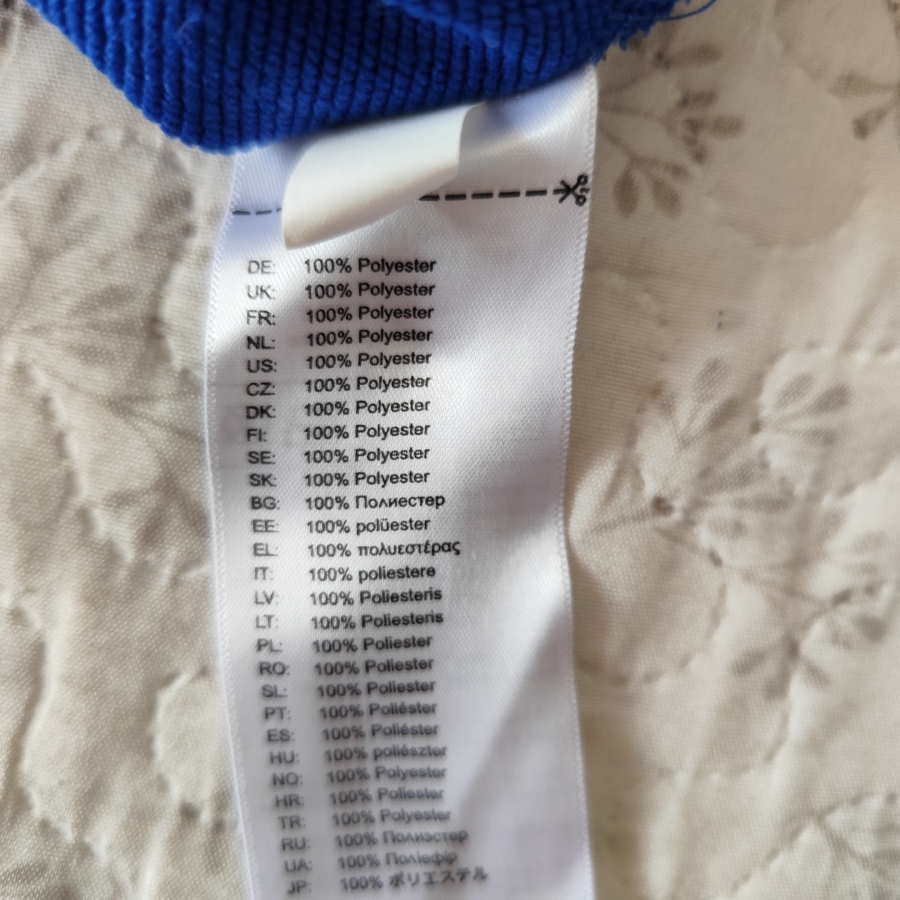 DE: 100% Polyester
UK: 100% Polyester
FR: 100% Polyester
NL: 100% Polyester
US: 100% Polyester
CZ: 100% Polyester
DK: 100% Polyester
FI: 100% Polyester
SE: 100% Polyester
SK: 100% Polyester
BG: 100% Полиестер
EE: 100% polüester
EL: 100% πολυεστέρας
IT: 100% poliestere
LV: 100% Poliesteris
LT: 100% Poliesteris
PL: 100% Poliester
RO: 100% Poliester
SL: 100% Poliester
PT: 100% Poliéster
ES: 100% Poliéster
HU: 100% poliészter
NO: 100% Polyester
HR: 100% Poliester
TR: 100% Polyester
RU: 100% Полиэстер
UA: 100% Поліефір
JP: 100% ポリエステル